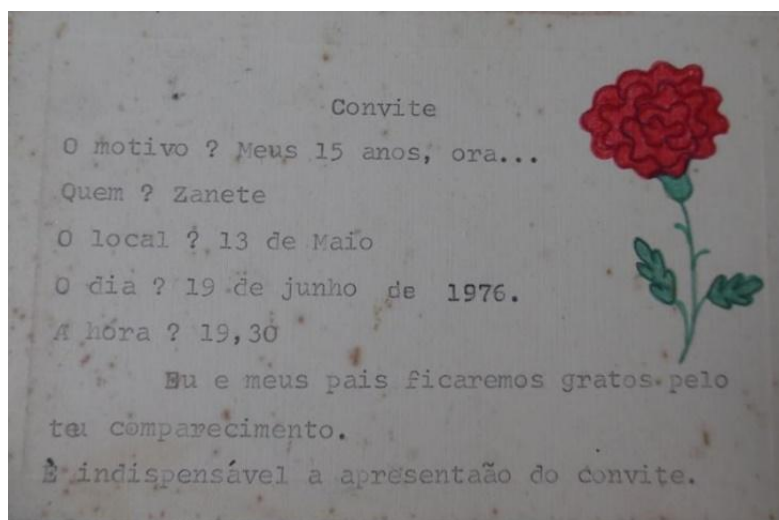 Convite
O motivo ? Meus 15 anos, ora...
Quem ? Zanete
O local ? 13 de Maio
O dia ? 19 de junho de 1976.
A hora ? 19,30
Eu e meus pais ficaremos gratos pelo
teu comparecimento.
È indispensável a apresentaão do convite.